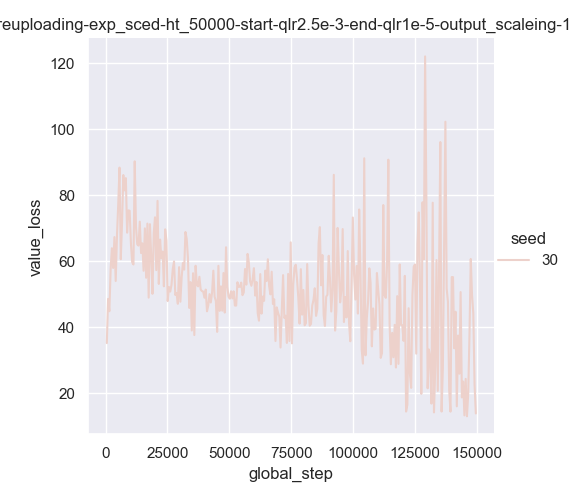 reuploading-exp_sced-ht_50000-start-qlr2.5e-3-end-qlr1e-5-output_scaleing-1
120
100
80
60
40
20
value_loss
seed
30
0 25000 50000 75000 100000 125000 150000
global_step